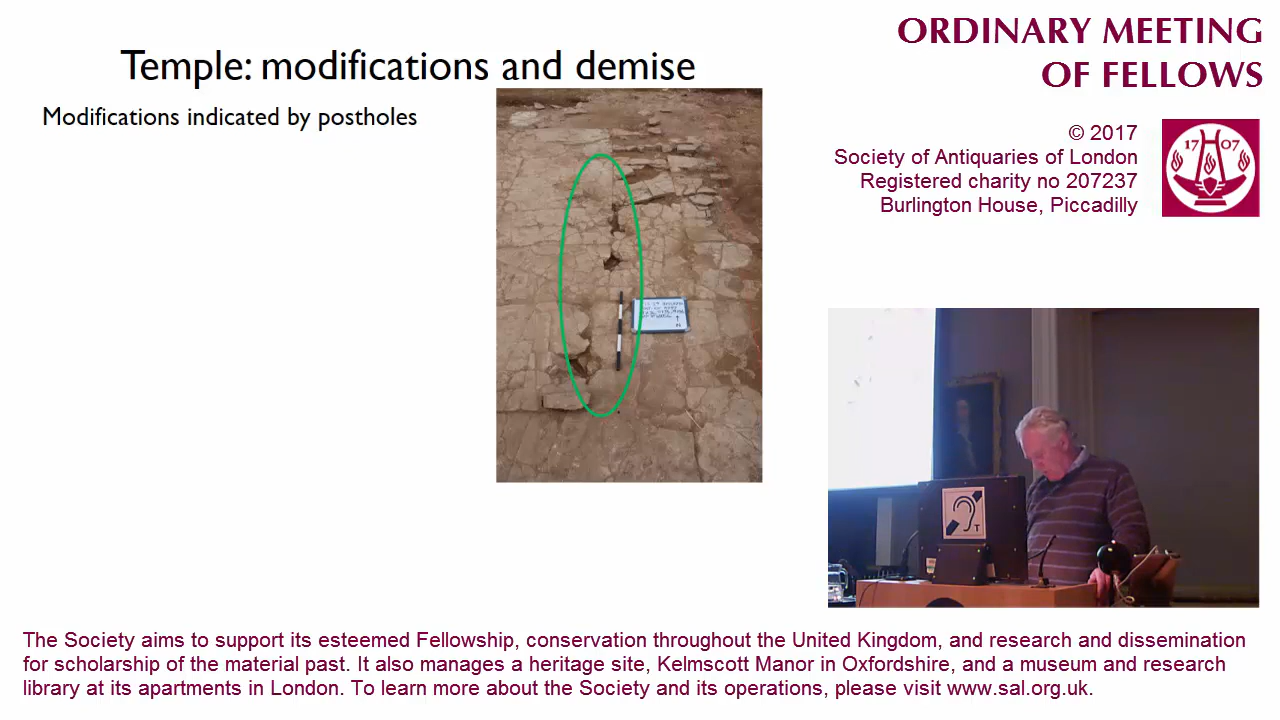 Temple: modifications and demise
Modifications indicated by postholes
ORDINARY MEETING
OF FELLOWS
© 2017
Society of Antiquaries of London
Registered charity no 207237
Burlington House, Piccadilly
17 07
T
The Society aims to support its esteemed Fellowship, conservation throughout the United Kingdom, and research and dissemination
for scholarship of the material past. It also manages a heritage site, Kelmscott Manor in Oxfordshire, and a museum and research
library at its apartments in London. To learn more about the Society and its operations, please visit www.sal.org.uk.